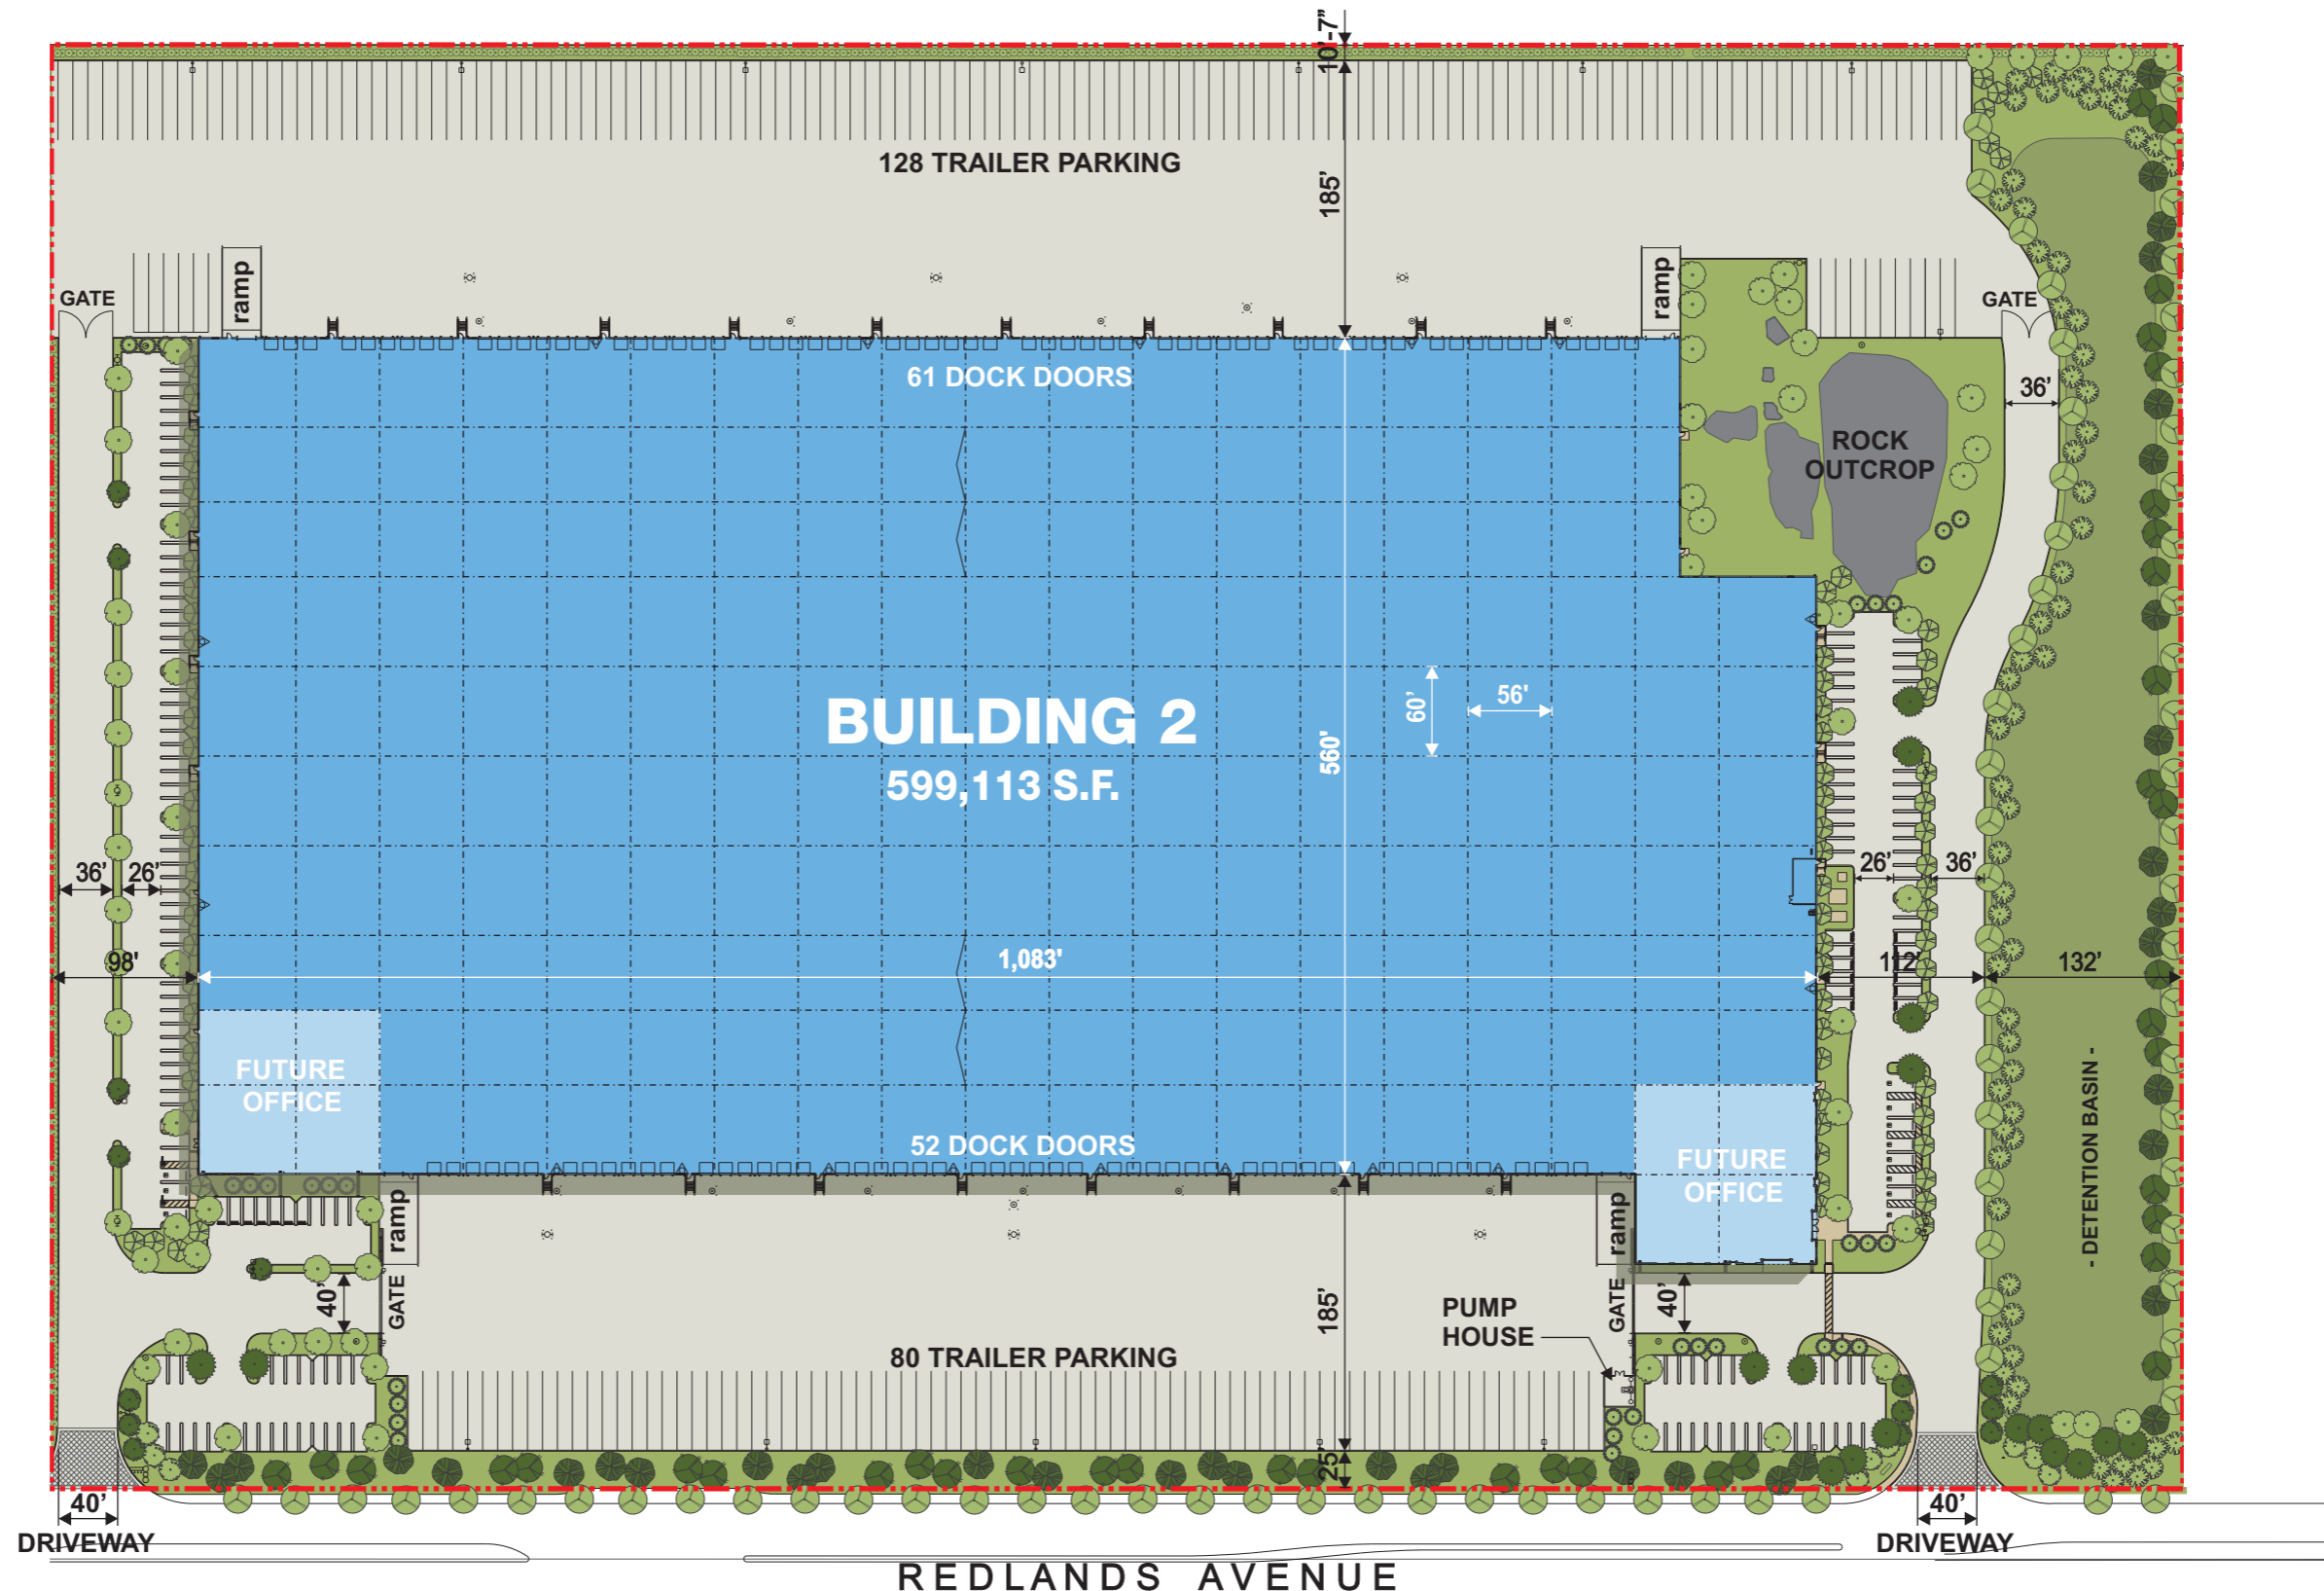 10'-7"
128 TRAILER PARKING
185'
ramp
ramp
GATE
GATE
61 DOCK DOORS
36'
ROCK
OUTCROP
BUILDING 2
599,113 S.F.
60'
56'
560'
36'
26'
26'
36'
98'
1,083'
112'
132'
FUTURE
OFFICE
52 DOCK DOORS
FUTURE
OFFICE
- DETENTION BASIN -
ramp
ramp
40'
GATE
185'
PUMP
HOUSE
GATE
40'
80 TRAILER PARKING
25'
40'
DRIVEWAY
40'
DRIVEWAY
REDLANDS AVENUE